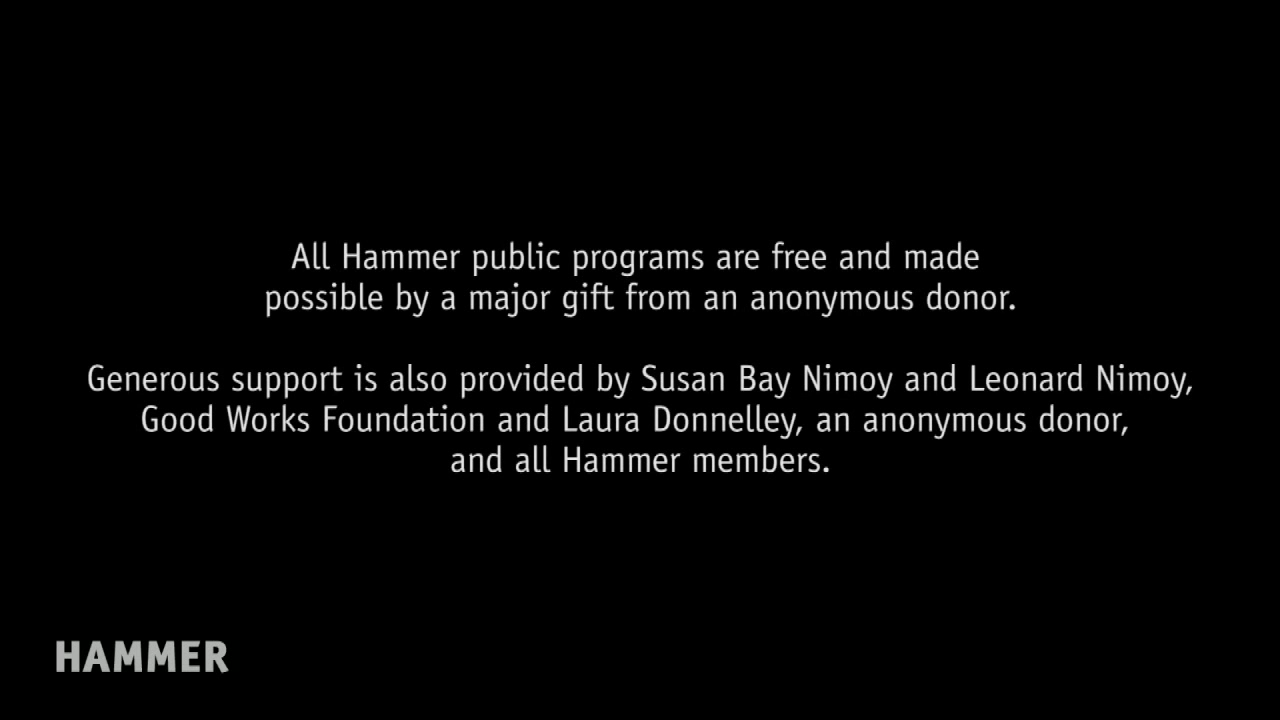 All Hammer public programs are free and made
possible by a major gift from an anonymous donor.
Generous support is also provided by Susan Bay Nimoy and Leonard Nimoy,
Good Works Foundation and Laura Donnelley, an anonymous donor,
and all Hammer members.
HAMMER